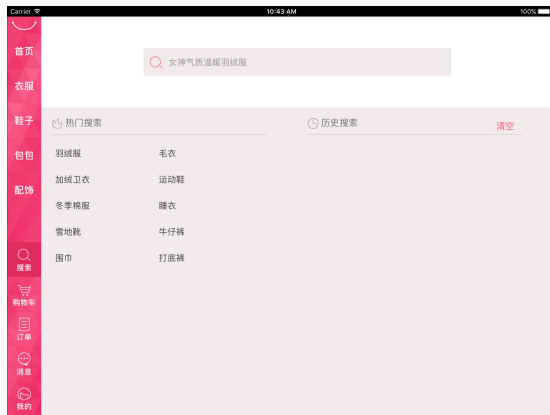 Carrier 10:43 AM 100%
首页
衣服
鞋子
包包
配饰
搜索
购物车
订单
消息
我的
女神气质温暖羽绒服
热门搜索
羽绒服 毛衣
加绒卫衣 运动鞋
冬季棉服 睡衣
雪地靴 牛仔裤
围巾 打底裤
历史搜索 清空